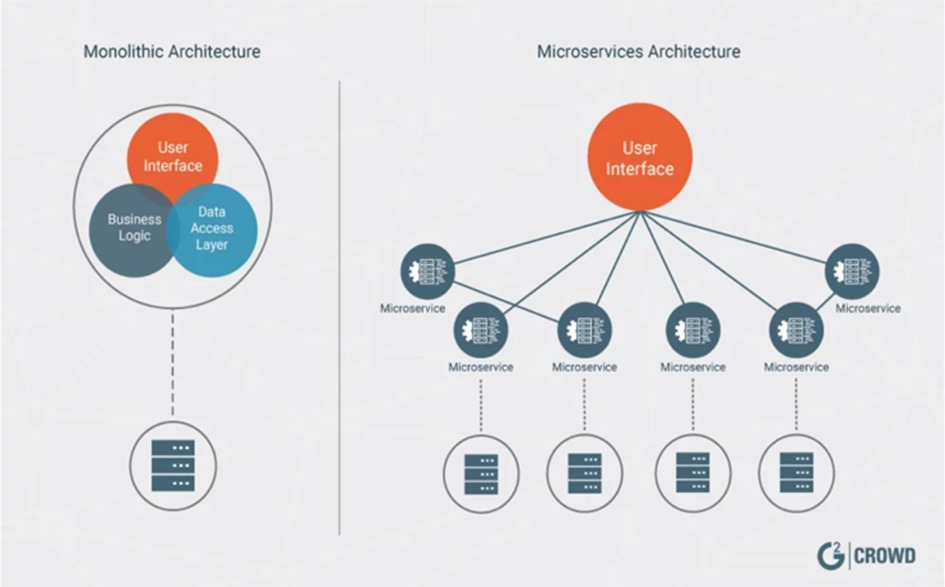 Monolithic Architecture
User
Interface
Business
Logic
Data
Access
Layer
Microservices Architecture
User
Interface
Microservice
Microservice
Microservice
Microservice
Microservice
Microservice
G2 | CROWD